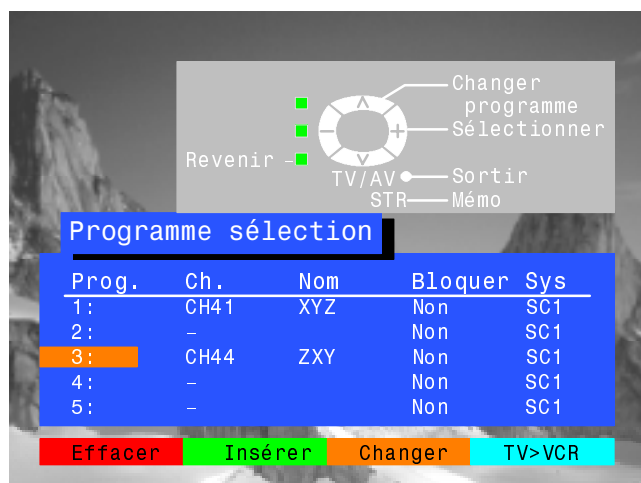 Changer
programme
Sélectionner
Revenir
TV/AV Sortir
STR Mémo
Programme sélection
Prog. Ch. Nom Bloquer Sys
1: CH41 XYZ Non SC1
2: – Non SC1
3: CH44 ZXY Non SC1
4: – Non SC1
5: – Non SC1
Effacer Insérer Changer TV>VCR